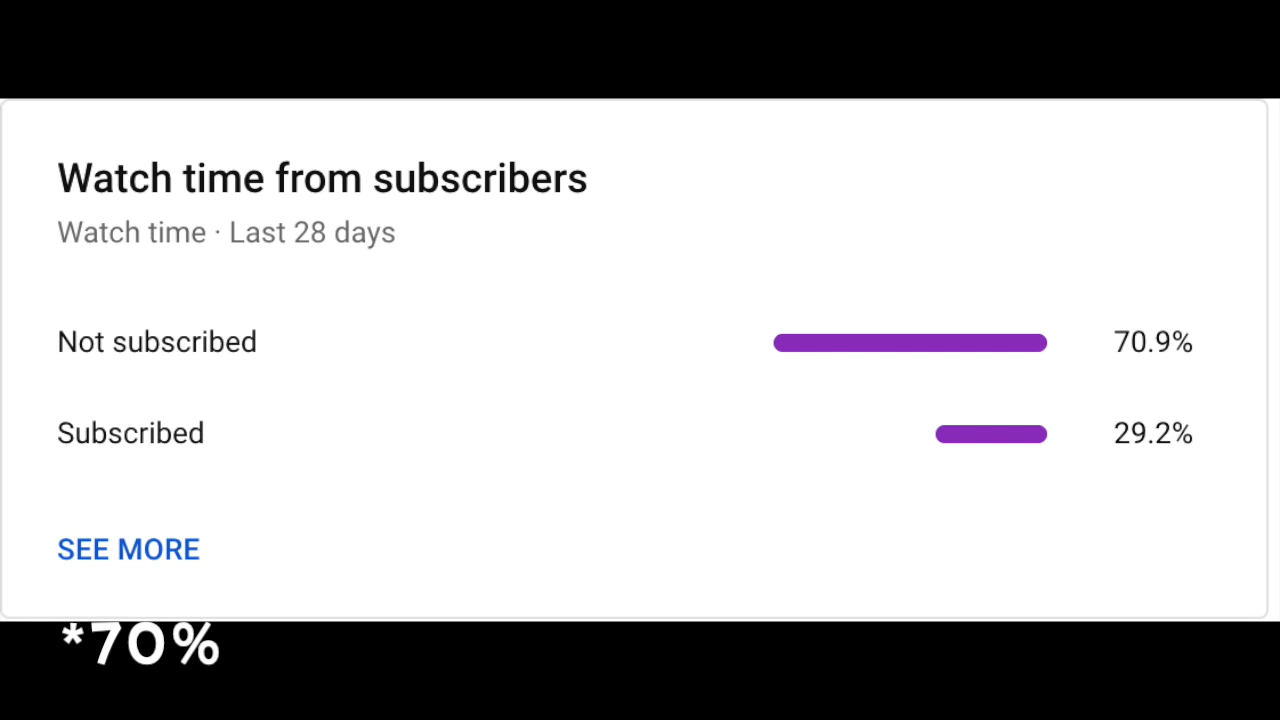 Watch time from subscribers
Watch time · Last 28 days
Not subscribed 70.9%
Subscribed 29.2%
SEE MORE
*70%